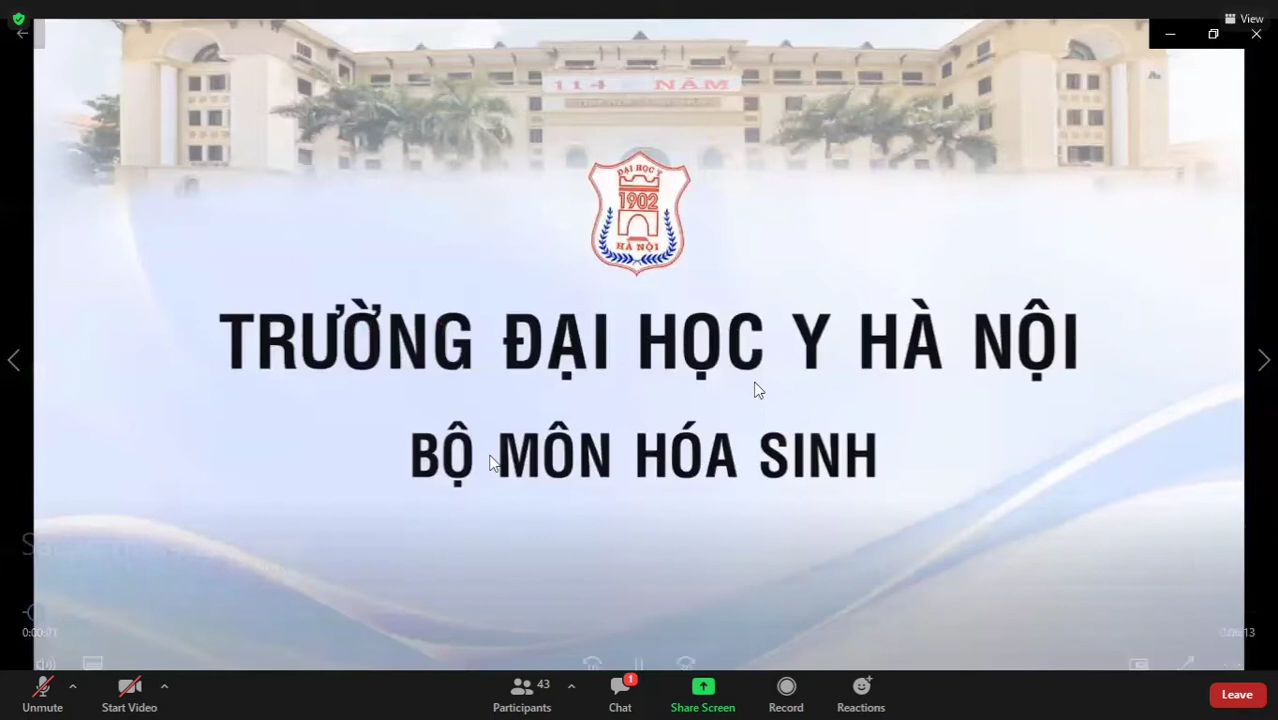 View
114 NĂM
ĐẠI HỌC Y
1902
HÀ NỘI
TRƯỜNG ĐẠI HỌC Y HÀ NỘI
BỘ MÔN HÓA SINH
0:00:01
Unmute
Start Video
43
Participants
1
Chat
Share Screen
Record
Reactions
Leave